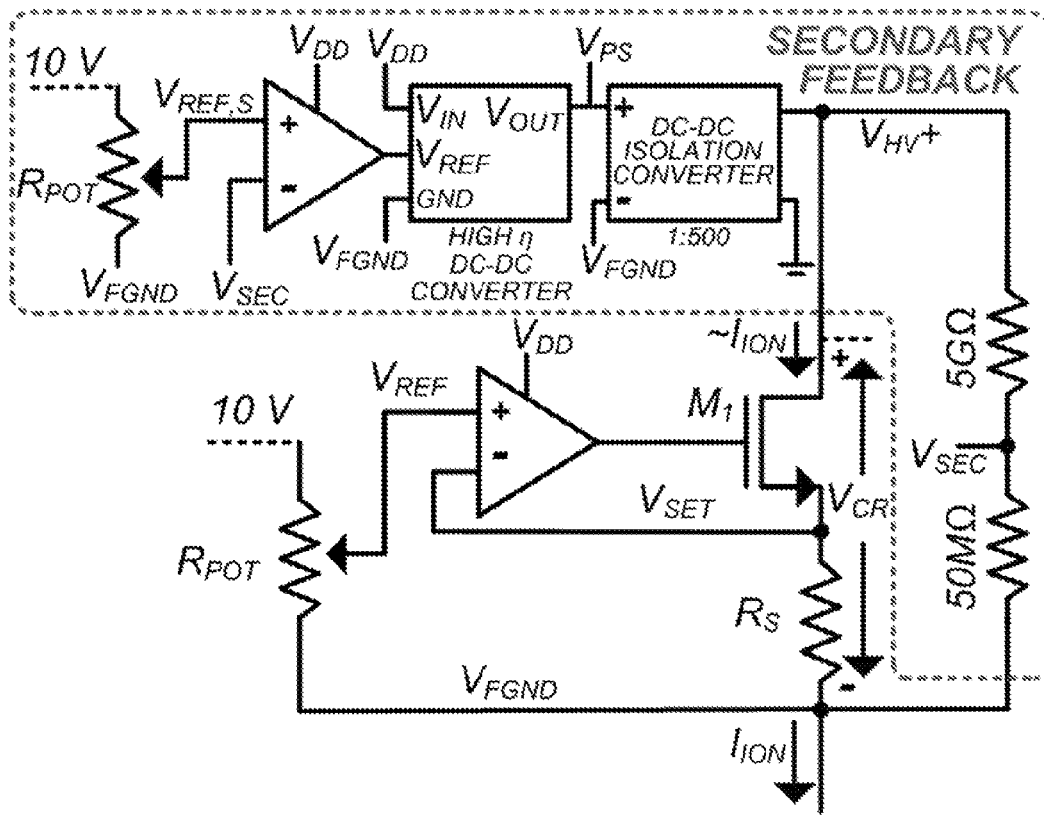 SECONDARY
FEEDBACK
10 V
V_REF,S
V_DD
V_DD
V_PS
+
-
V_IN
V_OUT
V_REF
GND
+
-
DC-DC
ISOLATION
CONVERTER
V_HV+
R_POT
V_FGND
V_SEC
V_FGND
HIGH η
DC-DC
CONVERTER
V_FGND
1:500
5GΩ
~I_ION
+
V_DD
V_REF
M_1
10 V
+
-
V_SEC
V_SET
V_CR
50MΩ
R_POT
R_S
V_FGND
-
I_ION